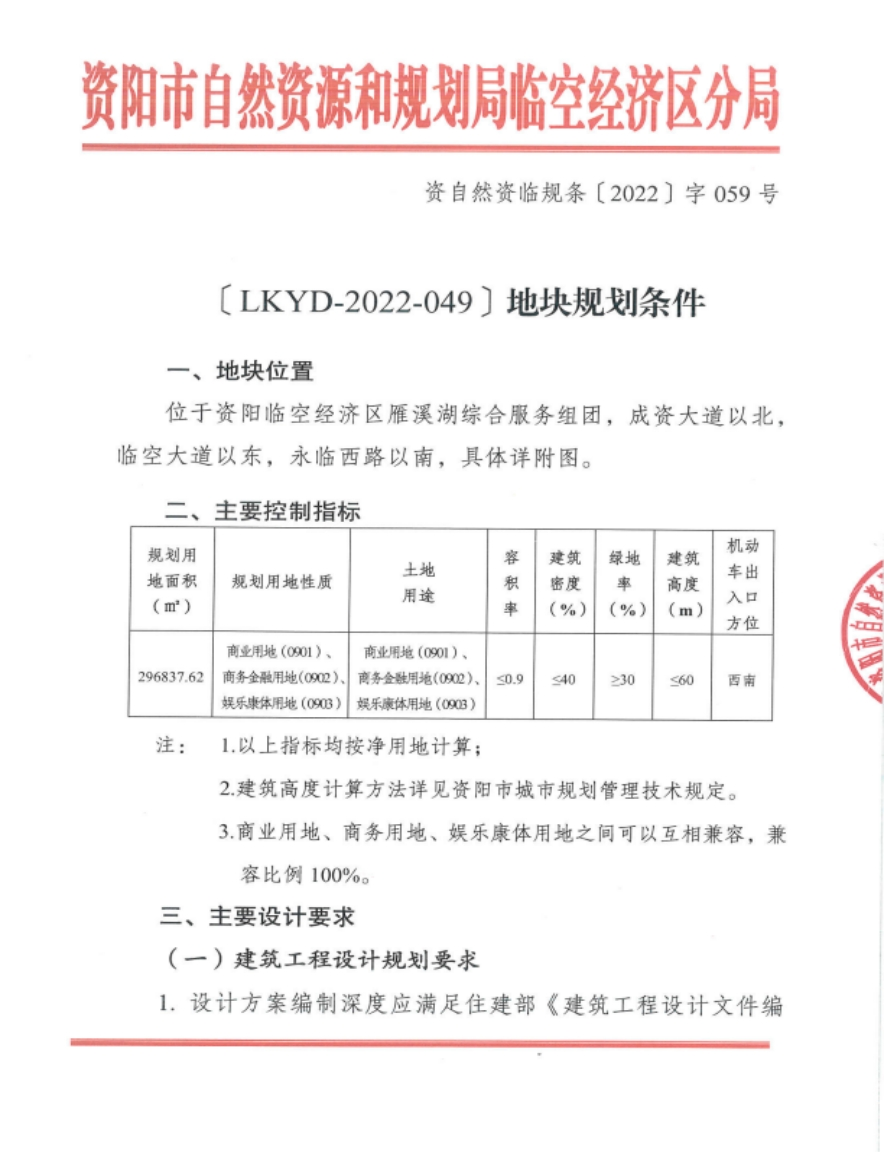 资阳市自然资源和规划局临空经济区分局
资自然资临规条〔2022〕字 059 号
〔LKYD-2022-049〕地块规划条件
一、地块位置
位于资阳临空经济区雁溪湖综合服务组团，成资大道以北，
临空大道以东，永临西路以南，具体详附图。
二、主要控制指标
规划用
地面积
（㎡）
规划用地性质
土地
用途
容
积
率
建筑
密度
（%）
绿地
率
（%）
建筑
高度
（m）
机动
车出
入口
方位
296837.62
商业用地（0901）、
商务金融用地（0902）、
娱乐康体用地（0903）
商业用地（0901）、
商务金融用地（0902）、
娱乐康体用地（0903）
≤0.9
≤40
≥30
≤60
西南
注： 1.以上指标均按净用地计算；
2.建筑高度计算方法详见资阳市城市规划管理技术规定。
3.商业用地、商务用地、娱乐康体用地之间可以互相兼容，兼
容比例 100%。
三、主要设计要求
（一）建筑工程设计规划要求
1. 设计方案编制深度应满足住建部《建筑工程设计文件编
资阳市自然资